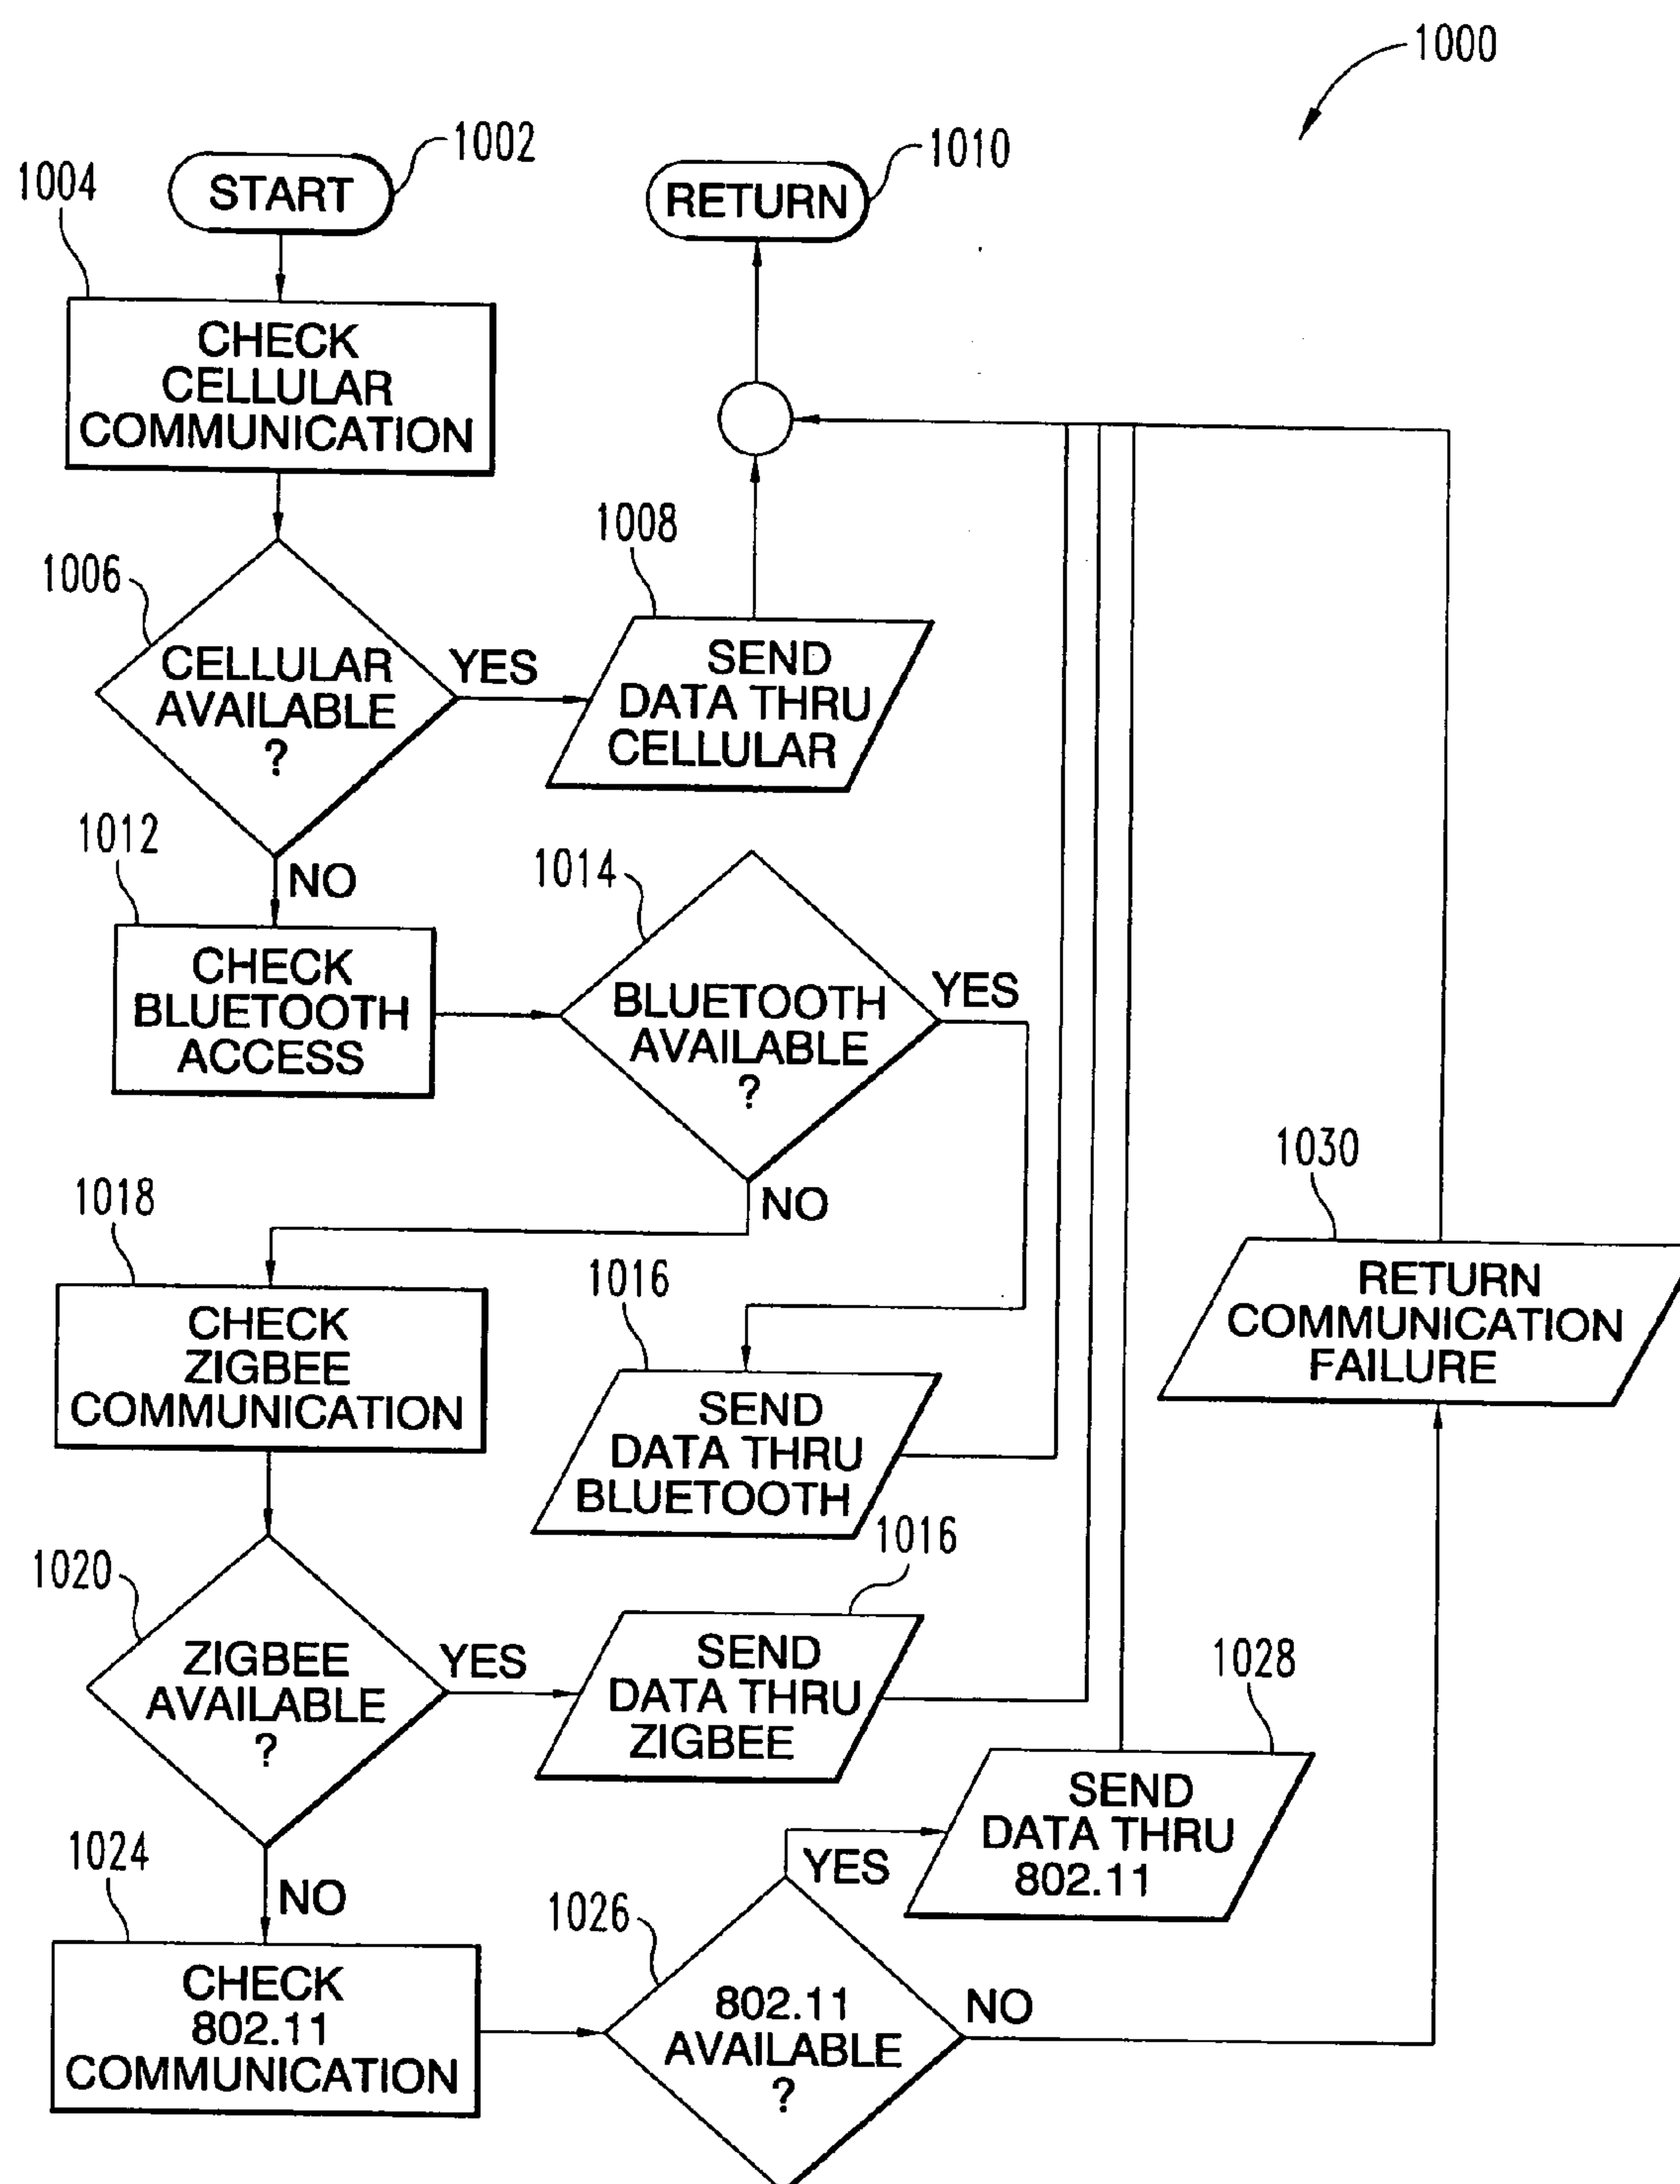 1000
1002
START
1010
RETURN
1004
CHECK
CELLULAR
COMMUNICATION
1006
CELLULAR
AVAILABLE
?
YES
1008
SEND
DATA THRU
CELLULAR
NO
1012
CHECK
BLUETOOTH
ACCESS
1014
BLUETOOTH
AVAILABLE
?
YES
NO
1016
SEND
DATA THRU
BLUETOOTH
1018
CHECK
ZIGBEE
COMMUNICATION
1030
RETURN
COMMUNICATION
FAILURE
1020
ZIGBEE
AVAILABLE
?
YES
1016
SEND
DATA THRU
ZIGBEE
NO
1024
CHECK
802.11
COMMUNICATION
1026
802.11
AVAILABLE
?
YES
1028
SEND
DATA THRU
802.11
NO